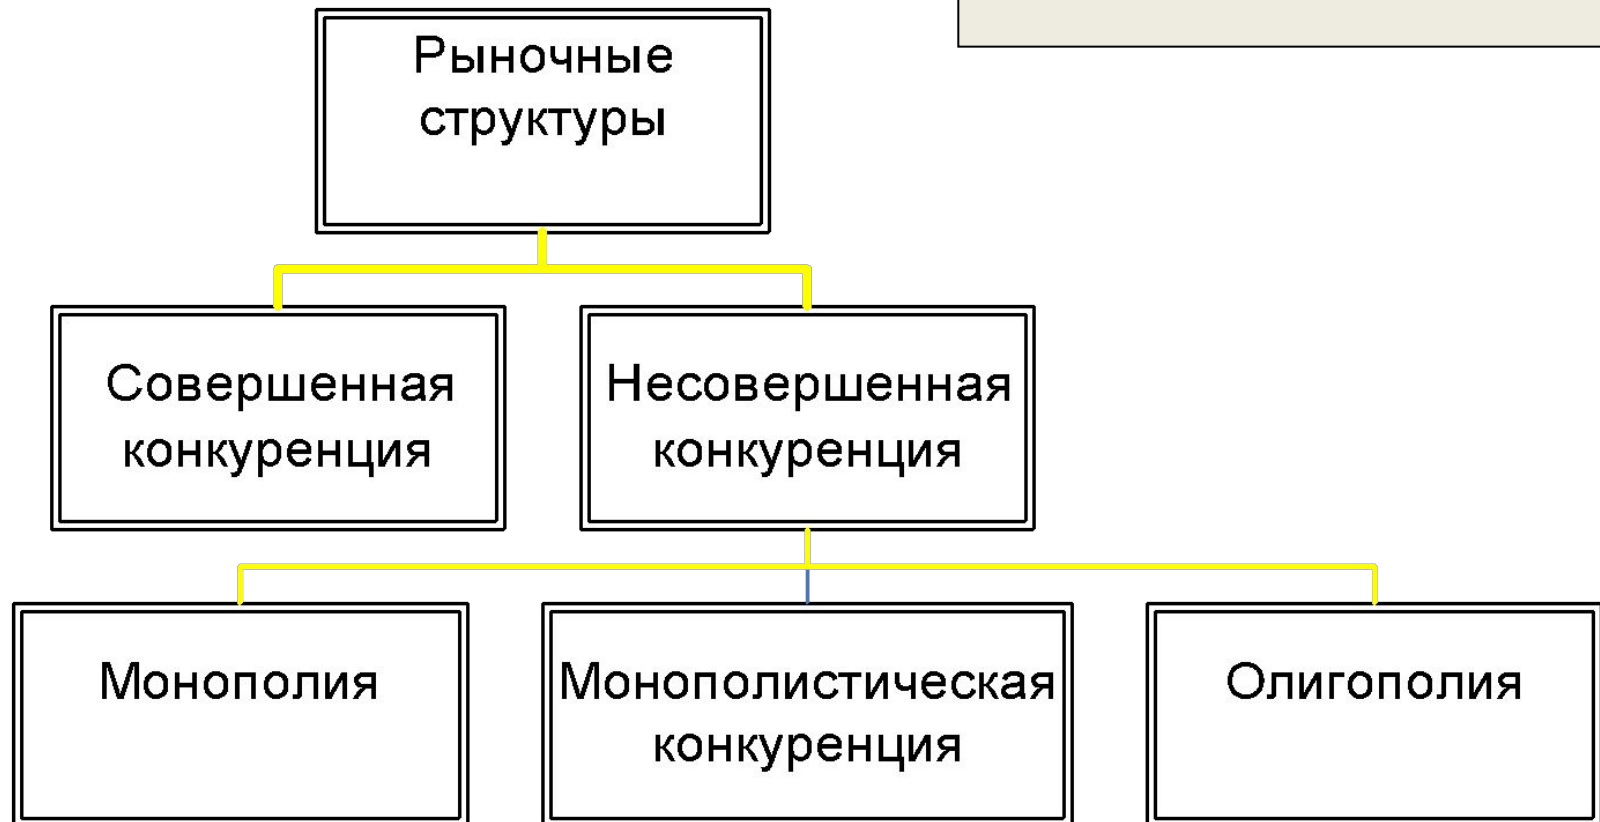 Рыночные
структуры
Совершенная
конкуренция
Несовершенная
конкуренция
Монополия
Монополистическая
конкуренция
Олигополия